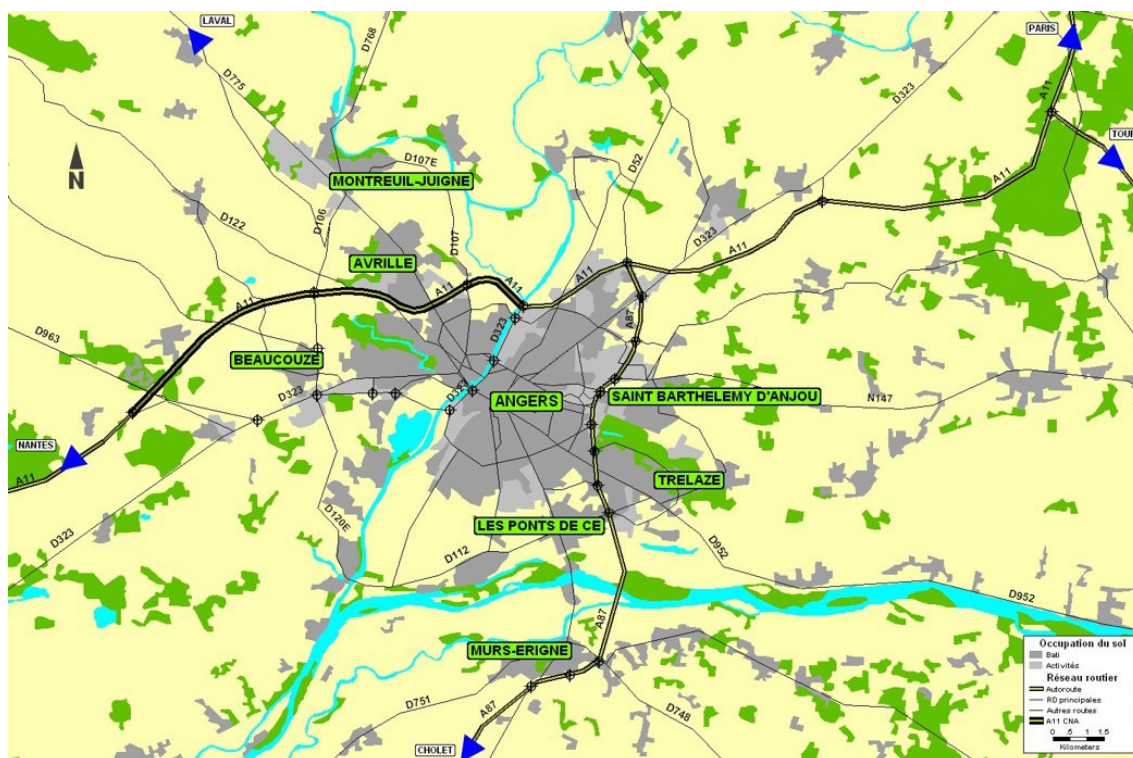 LAVAL
D768
PARIS
D775
D323
A11
TOUR
D52
D107E
MONTREUIL-JUIGNE
N
A11
D106
D122
D323
D107
A11
AVRILLE
A11
A11
A11
A11
D963
D323
A87
BEAUCOUZE
D323
D323
ANGERS
SAINT BARTHELEMY D'ANJOU
N147
NANTES
A11
TRELAZE
LES PONTS DE CE
D323
D120E
D112
D952
D952
A87
MURS-ERIGNE
D751
A87
D748
CHOLET
Occupation du sol
Bati
Activités
Réseau routier
Autoroute
RD principales
Autres routes
A11 CNA
0 .5 1 1.5
Kilometers